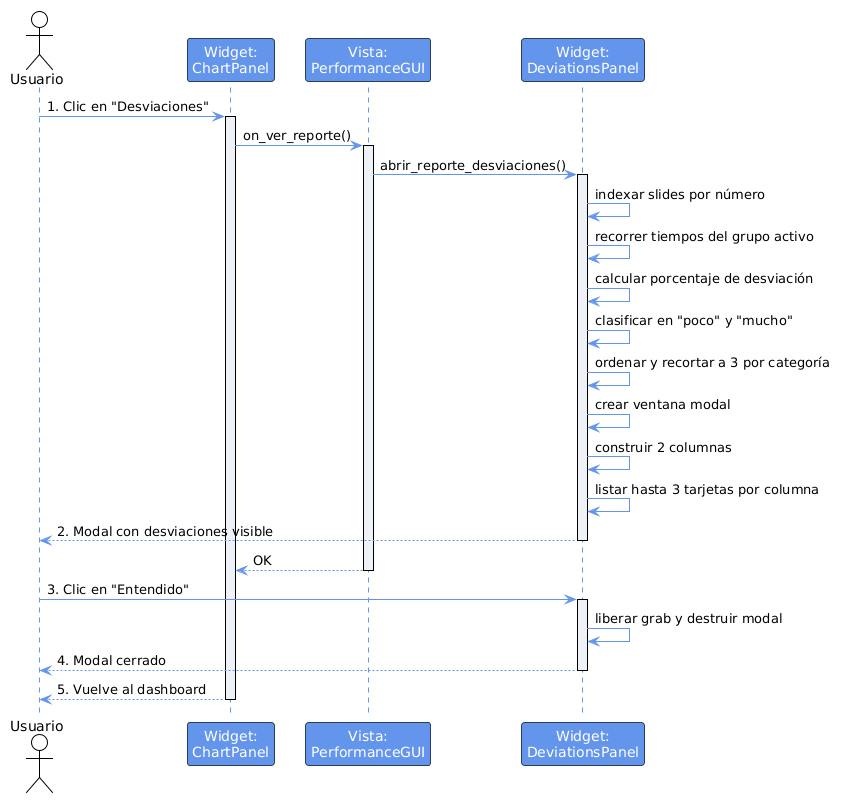 Usuario
Widget:
ChartPanel
Vista:
PerformanceGUI
Widget:
DeviationsPanel
1. Clic en "Desviaciones"
on_ver_reporte()
abrir_reporte_desviaciones()
indexar slides por número
recorrer tiempos del grupo activo
calcular porcentaje de desviación
clasificar en "poco" y "mucho"
ordenar y recortar a 3 por categoría
crear ventana modal
construir 2 columnas
listar hasta 3 tarjetas por columna
2. Modal con desviaciones visible
OK
3. Clic en "Entendido"
liberar grab y destruir modal
4. Modal cerrado
5. Vuelve al dashboard
Usuario
Widget:
ChartPanel
Vista:
PerformanceGUI
Widget:
DeviationsPanel